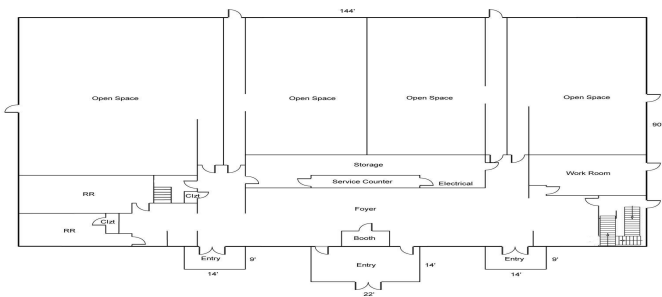 144'
Open Space
Open Space
Open Space
Open Space
90
Storage
Service Counter
Electrical
Work Room
RR
Clzt
Foyer
Clzt
RR
Booth
Entry
9'
14'
Entry
14'
22'
Entry
9'
14'